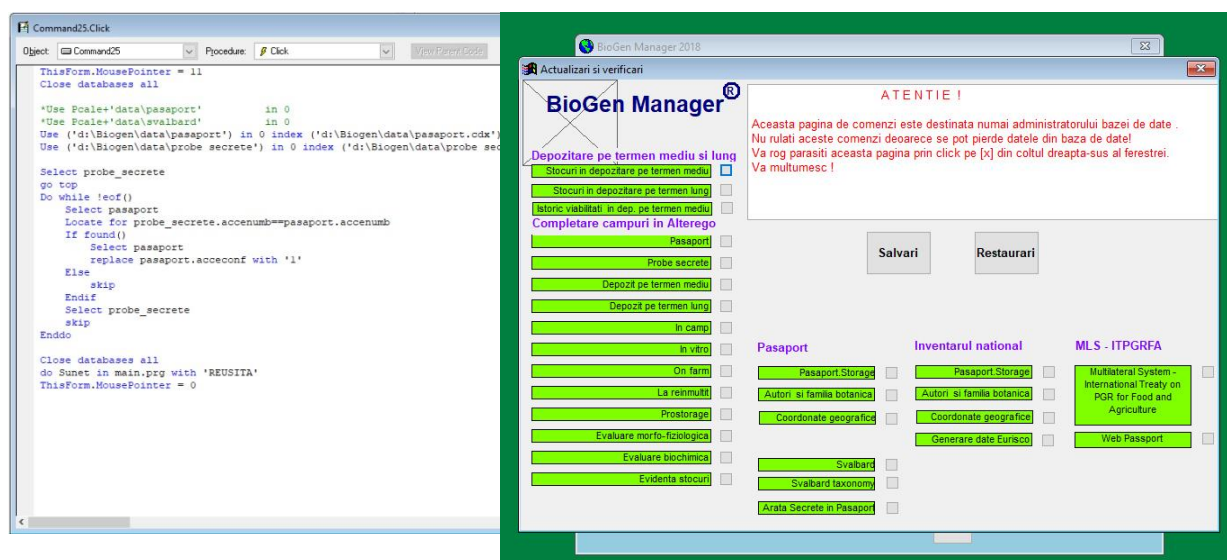 Command25.Click
Object: Command25 Procedure: Click View Parent Code
ThisForm.MousePointer = 11
Close databases all
*Use Pcale+'data\pasaport' in 0
*Use Pcale+'data\svalbard' in 0
Use ('d:\Biogen\data\pasaport') in 0 index ('d:\Biogen\data\pasaport.cdx')
Use ('d:\Biogen\data\probe secrete') in 0 index ('d:\Biogen\data\probe sec
Select probe_secrete
go top
Do while !eof()
Select pasaport
Locate for probe_secrete.accenumb==pasaport.accenumb
If found()
Select pasaport
replace pasaport.acceconf with '1'
Else
skip
Endif
Select probe_secrete
skip
Enddo
Close databases all
do Sunet in main.prg with 'REUSITA'
ThisForm.MousePointer = 0
BioGen Manager 2018
Actualizari si verificari
BioGen Manager ®
Depozitare pe termen mediu si lung
Stocuri in depozitare pe termen mediu
Stocuri in depozitare pe termen lung
Istoric viabilitati in dep. pe termen mediu
Completare campuri in Alterego
Pasaport
Probe secrete
Depozit pe termen mediu
Depozit pe termen lung
In camp
In vitro
On farm
La reinmultit
Prostorage
Evaluare morfo-fiziologica
Evaluare biochimica
Evidenta stocuri
A T E N T I E !
Aceasta pagina de comenzi este destinata numai administratorului bazei de date .
Nu rulati aceste comenzi deoarece se pot pierde datele din baza de date!
Va rog parasiti aceasta pagina prin click pe [x] din coltul dreapta-sus al ferestrei.
Va multumesc !
Salvari
Restaurari
Pasaport
Pasaport.Storage
Autori si familia botanica
Coordonate geografice
Svalbard
Svalbard taxonomy
Arata Secrete in Pasaport
Inventarul national
Pasaport.Storage
Autori si familia botanica
Coordonate geografice
Generare date Eurisco
MLS - ITPGRFA
Multilateral System -
International Treaty on
PGR for Food and
Agriculture
Web Passport